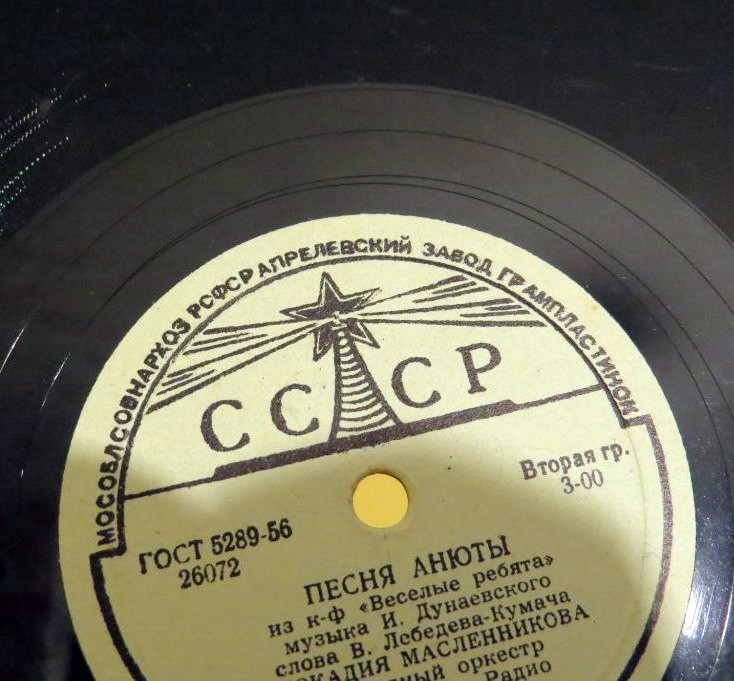 МОСОБЛСОВНАРХОЗ РСФСР АПРЕЛЕВСКИЙ ЗАВОД ГРАМПЛАСТИНОК
СССР
Вторая гр.
3-00
ГОСТ 5289-56
26072
ПЕСНЯ АНЮТЫ
из к-ф «Веселые ребята»
музыка И. Дунаевского
слова В. Лебедева-Кумача
МАСЛЕННИКОВА
оркестр
Радио